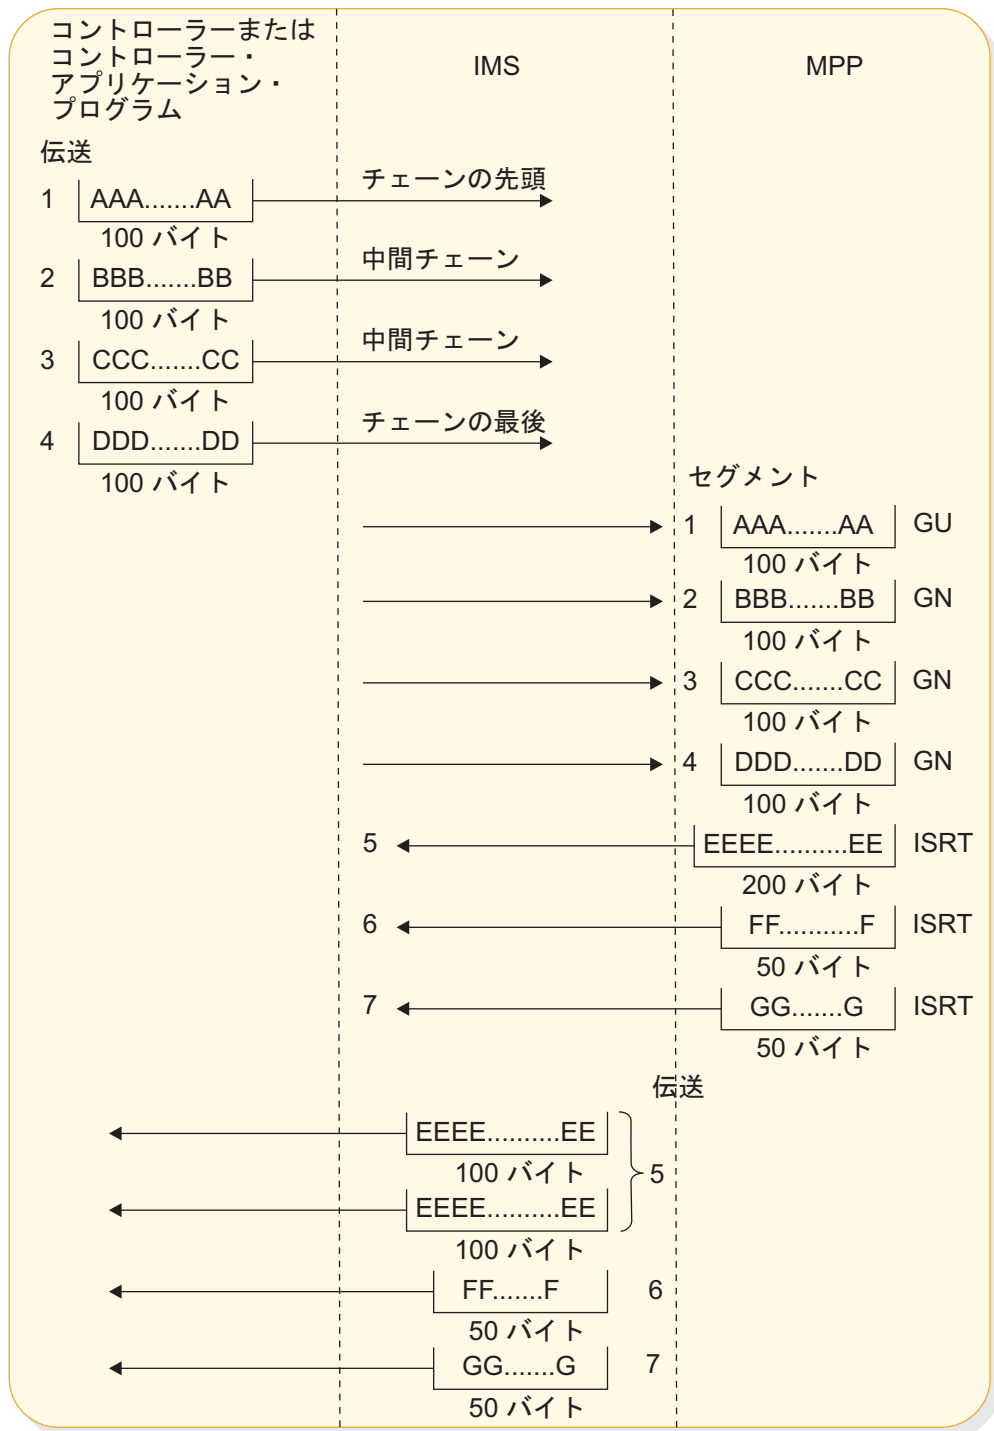 コントローラーまたは
コントローラー・
アプリケーション・
プログラム
IMS
MPP
伝送
1 AAA.......AA チェーンの先頭
100 バイト
2 BBB.......BB 中間チェーン
100 バイト
3 CCC.......CC 中間チェーン
100 バイト
4 DDD.......DD チェーンの最後
100 バイト
セグメント
1 AAA.......AA GU
100 バイト
2 BBB.......BB GN
100 バイト
3 CCC.......CC GN
100 バイト
4 DDD.......DD GN
100 バイト
5 EEEE..........EE ISRT
200 バイト
6 FF...........F ISRT
50 バイト
7 GG.......G ISRT
50 バイト
伝送
EEEE..........EE
100 バイト 5
EEEE..........EE
100 バイト
FF.......F 6
50 バイト
GG.......G 7
50 バイト